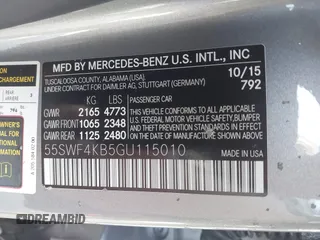 MFD BY MERCEDES-BENZ U.S. INTL., INC
TUSCALOOSA COUNTY, ALABAMA (USA).
UNDER CONTRACT FOR DAIMLER AG, STUTTGART (GERMANY)
10/15
792
KG LBS
PASSENGER CAR
GVWR 2165 4773
FRONT 1065 2348
GAWR
REAR 1125 2480
THIS VEHICLE CONFORMS TO ALL APPLICABLE
U.S. FEDERAL MOTOR VEHICLE SAFETY, BUMPER,
AND THEFT PREVENTION STANDARDS IN EFFECT ON
THE DATE OF MANUFACTURE SHOWN ABOVE.
55SWF4KB5GU115010
MADE IN USA
REAR
DIAMBID